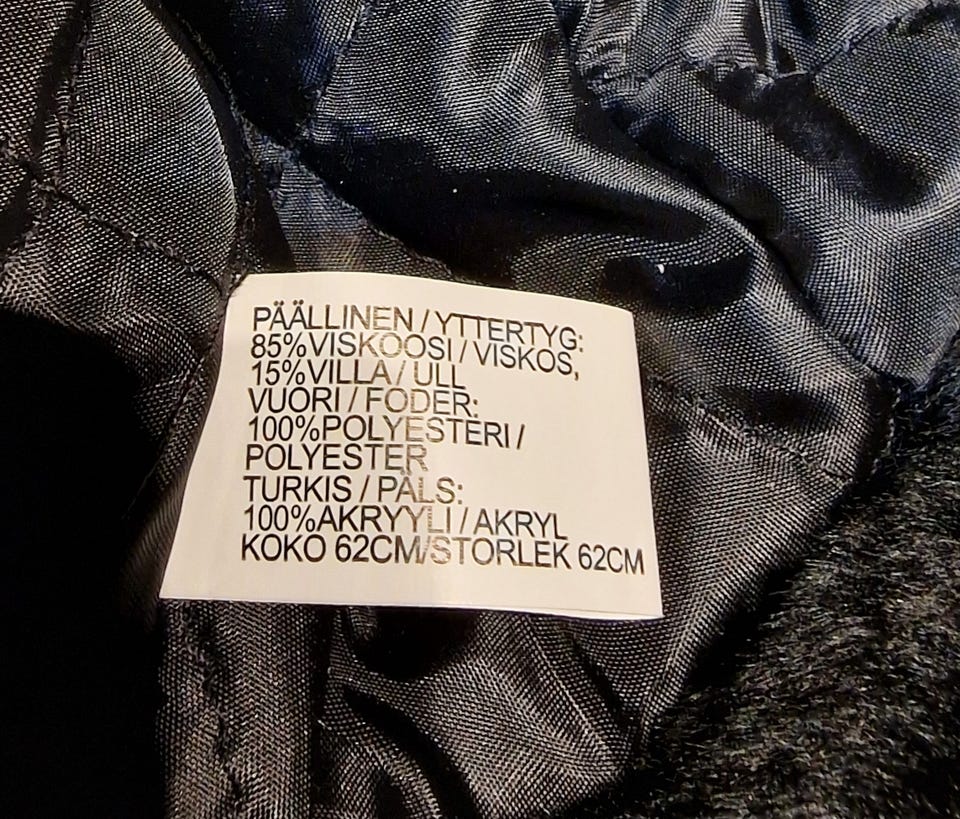 PÄÄLLINEN / YTTERTYG:
85%VISKOOSI / VISKOS,
15%VILLA / ULL
VUORI / FODER:
100%POLYESTERI /
POLYESTER
TURKIS / PÄLS:
100%AKRYYLI / AKRYL
KOKO 62CM/STORLEK 62CM